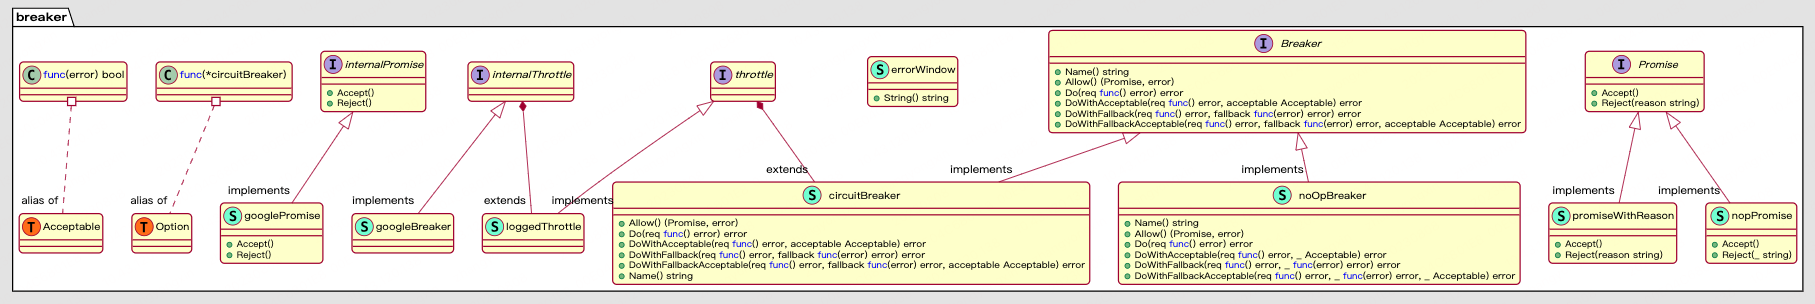 breaker
C func(error) bool
C func(*circuitBreaker)
I internalPromise
Accept()
Reject()
I internalThrottle
I throttle
S errorWindow
String() string
I Breaker
Name() string
Allow() (Promise, error)
Do(req func() error) error
DoWithAcceptable(req func() error, acceptable Acceptable) error
DoWithFallback(req func() error, fallback func(error) error) error
DoWithFallbackAcceptable(req func() error, fallback func(error) error, acceptable Acceptable) error
I Promise
Accept()
Reject(reason string)
alias of
alias of
implements
implements
extends
implements
extends
implements
implements
implements
implements
T Acceptable
T Option
S googlePromise
Accept()
Reject()
S googleBreaker
S loggedThrottle
S circuitBreaker
Allow() (Promise, error)
Do(req func() error) error
DoWithAcceptable(req func() error, acceptable Acceptable) error
DoWithFallback(req func() error, fallback func(error) error) error
DoWithFallbackAcceptable(req func() error, fallback func(error) error, acceptable Acceptable) error
Name() string
S noOpBreaker
Name() string
Allow() (Promise, error)
Do(req func() error) error
DoWithAcceptable(req func() error, _ Acceptable) error
DoWithFallback(req func() error, _ func(error) error) error
DoWithFallbackAcceptable(req func() error, _ func(error) error, _ Acceptable) error
S promiseWithReason
Accept()
Reject(reason string)
S nopPromise
Accept()
Reject(_ string)